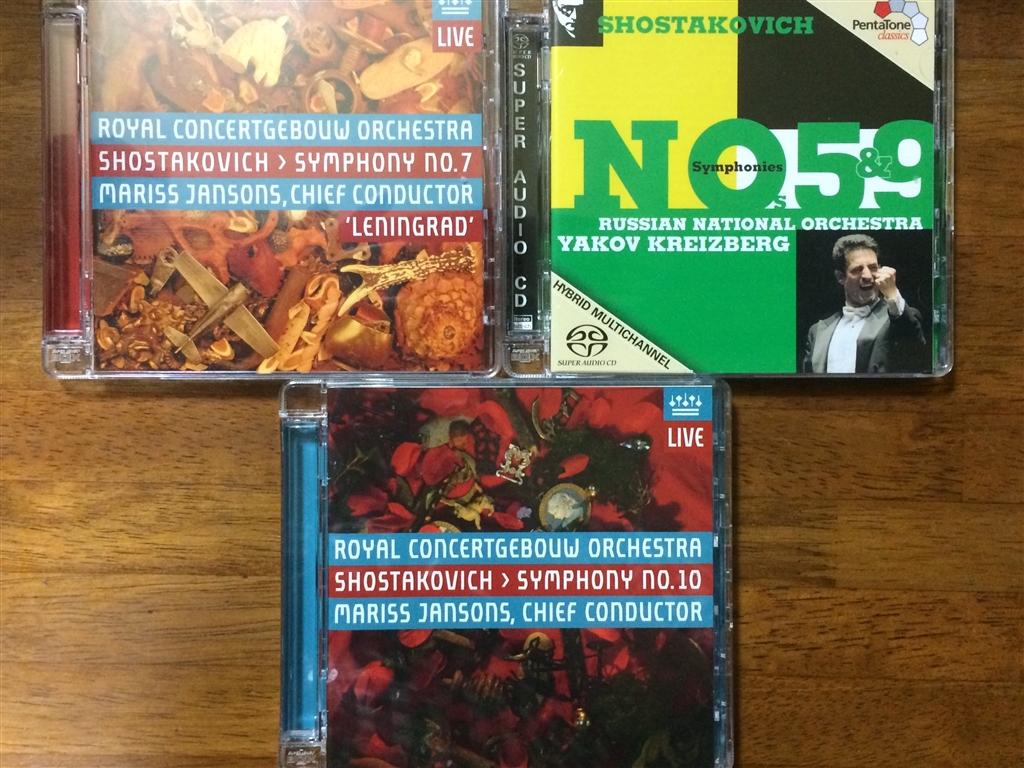 LIVE
ROYAL CONCERTGEBOUW ORCHESTRA
SHOSTAKOVICH > SYMPHONY NO.7
MARISS JANSONS, CHIEF CONDUCTOR
'LENINGRAD'
SUPER AUDIO CD
SHOSTAKOVICH
PentaTone
classics
NOs 5&9
Symphonies
RUSSIAN NATIONAL ORCHESTRA
YAKOV KREIZBERG
HYBRID MULTICHANNEL
SUPER AUDIO CD
LIVE
ROYAL CONCERTGEBOUW ORCHESTRA
SHOSTAKOVICH > SYMPHONY NO.10
MARISS JANSONS, CHIEF CONDUCTOR